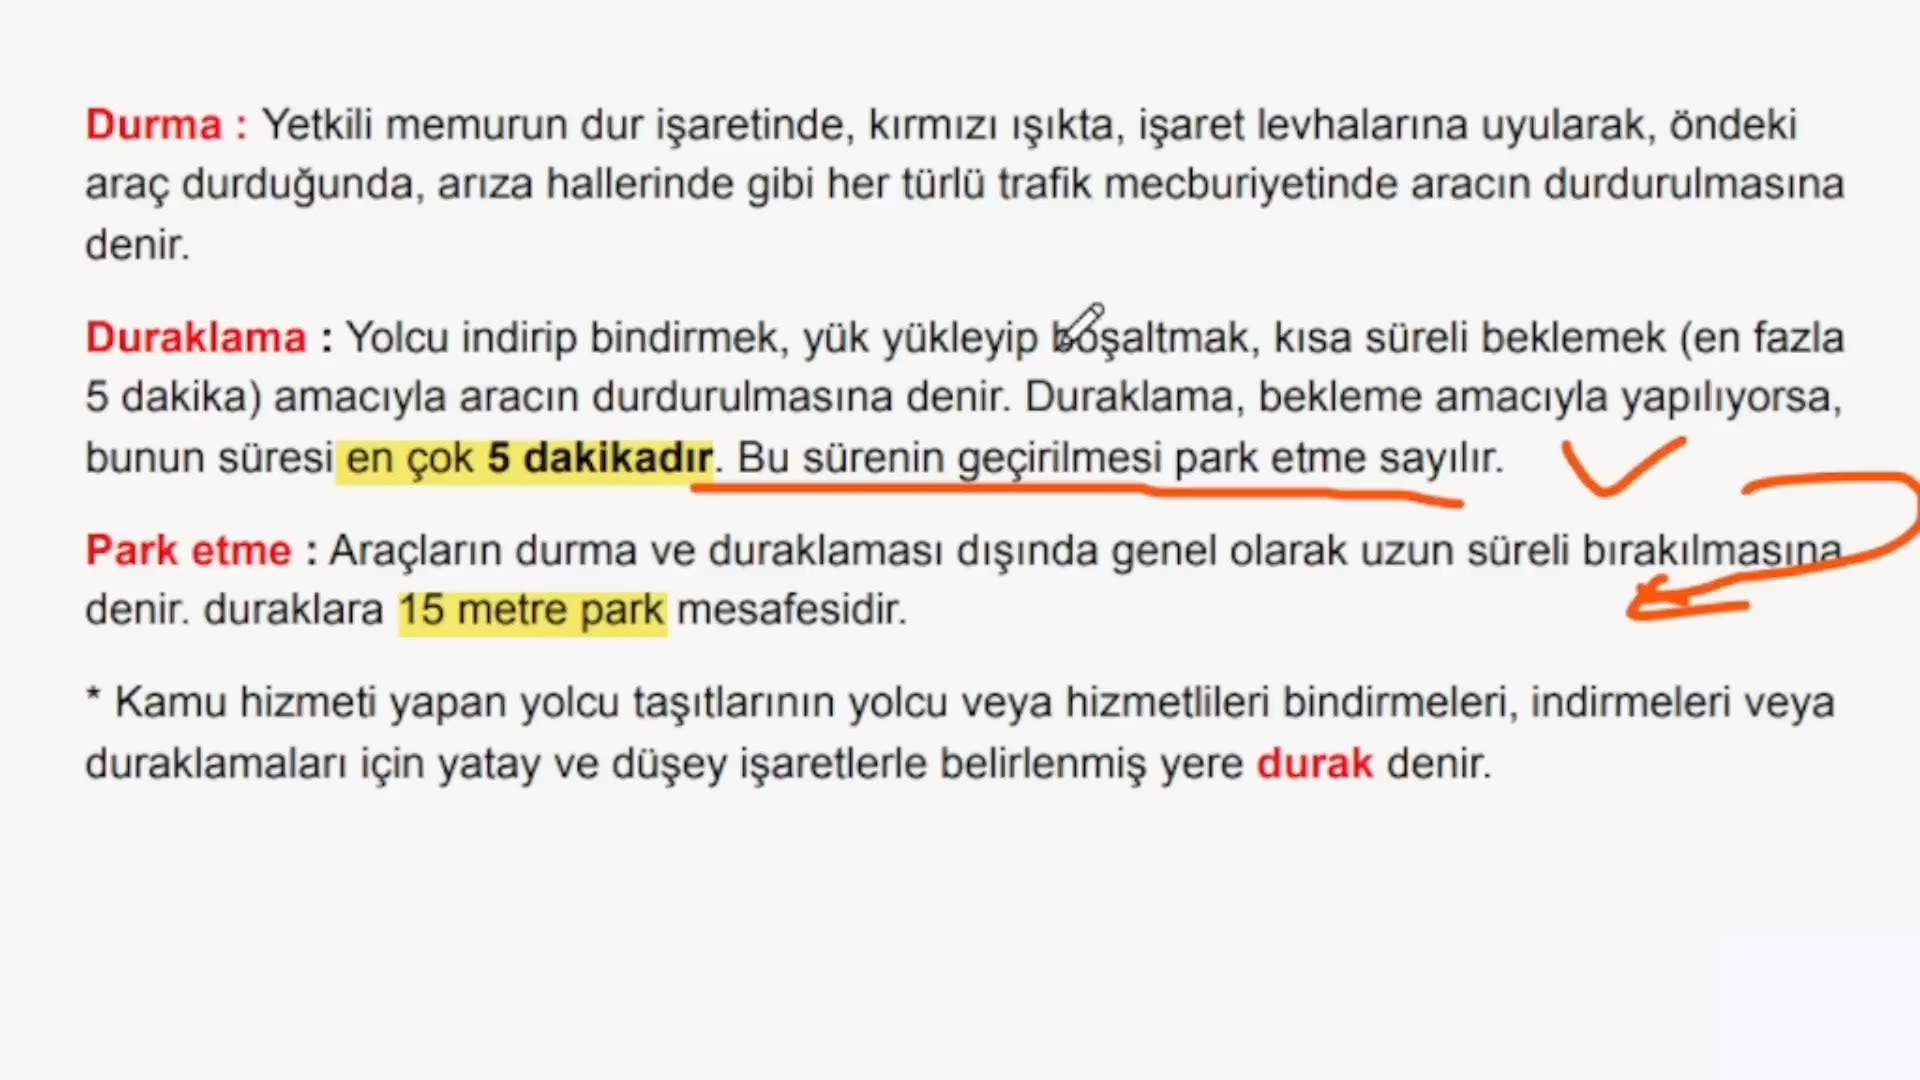 Durma : Yetkili memurun dur işaretinde, kırmızı ışıkta, işaret levhalarına uyularak, öndeki
araç durduğunda, arıza hallerinde gibi her türlü trafik mecburiyetinde aracın durdurulmasına
denir.
Duraklama : Yolcu indirip bindirmek, yük yükleyip boşaltmak, kısa süreli beklemek (en fazla
5 dakika) amacıyla aracın durdurulmasına denir. Duraklama, bekleme amacıyla yapılıyorsa,
bunun süresi en çok 5 dakikadır. Bu sürenin geçirilmesi park etme sayılır.
Park etme : Araçların durma ve duraklaması dışında genel olarak uzun süreli bırakılmasına
denir. duraklara 15 metre park mesafesidir.
* Kamu hizmeti yapan yolcu taşıtlarının yolcu veya hizmetlileri bindirmeleri, indirmeleri veya
duraklamaları için yatay ve düşey işaretlerle belirlenmiş yere durak denir.